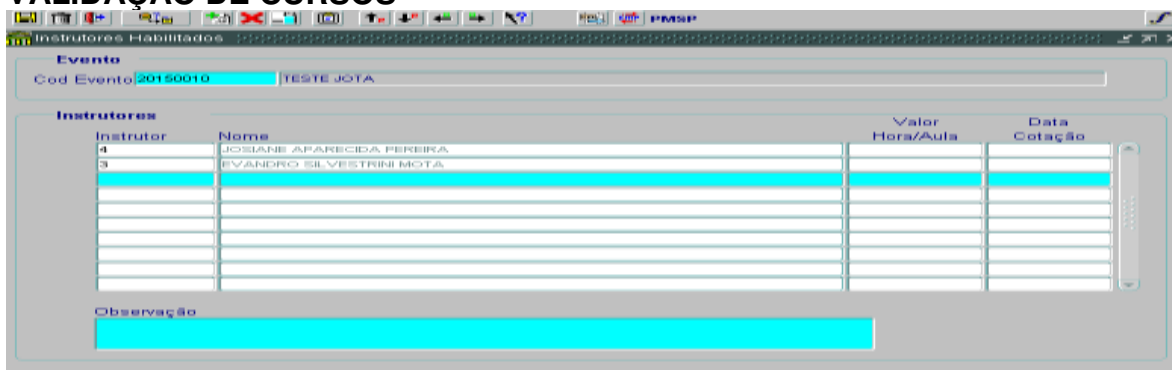 VALIDAÇÃO DE CURSOS
PMSP
Instrutores Habilitados
Evento
Cod Evento 20150010 TESTE JOTA
Instrutores
Instrutor Nome Valor Hora/Aula Data Cotação
4 JOSIANE APARECIDA PEREIRA
3 EVANDRO SILVESTRINI MOTA
Observação